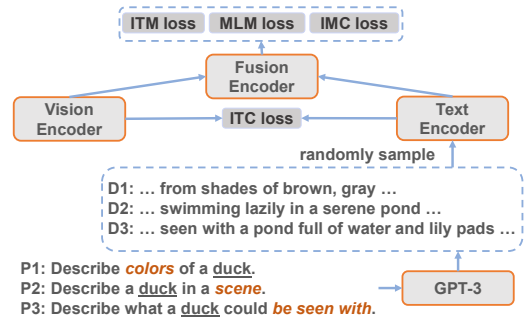 ITM loss MLM loss IMC loss
Fusion
Encoder
Vision
Encoder
ITC loss
Text
Encoder
randomly sample
D1: … from shades of brown, gray …
D2: … swimming lazily in a serene pond …
D3: … seen with a pond full of water and lily pads …
P1: Describe colors of a duck.
P2: Describe a duck in a scene.
P3: Describe what a duck could be seen with.
GPT-3